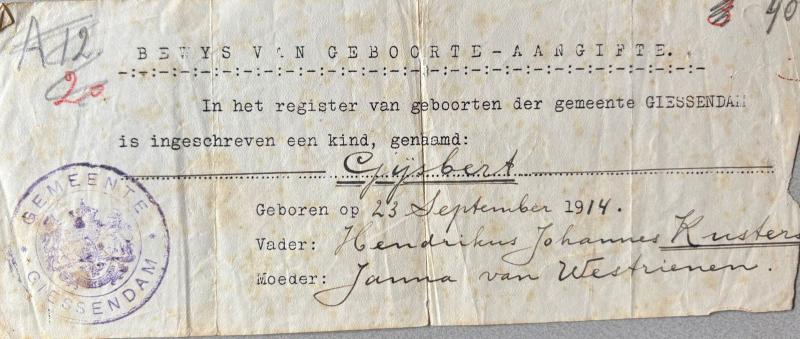 A12.
20.
40
BEWYS VAN GEBOORTE-AANGIFTE.
-:-:-:-:-:-:-:-:-:-:-:-:-:-:-:-:-:-:-:-:-:-
In het register van geboorten der gemeente GIESSENDAM
is ingeschreven een kind, genaamd:
Gijsbert
Geboren op 23 September 1914.
Vader: Hendrikus Johannes Kusters
Moeder: Janna van Westrienen.
GEMEENTE
* GIESSENDAM *